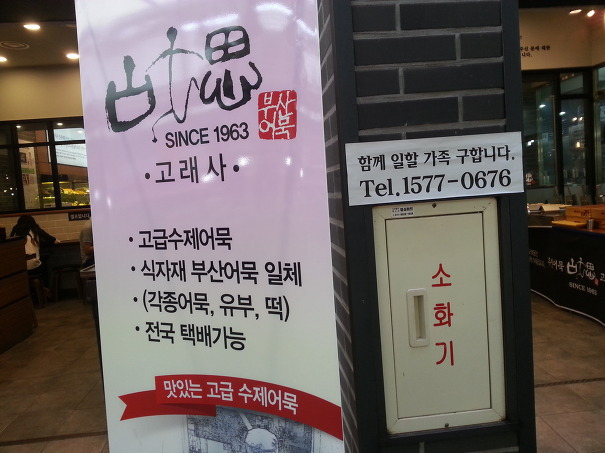 SINCE 1963
부산
어묵
· 고래사 ·
· 고급수제어묵
· 식자재 부산어묵 일체
· (각종어묵, 유부, 떡)
· 전국 택배가능
맛있는 고급 수제어묵
함께 일할 가족 구합니다.
Tel.1577-0676
소
화
기
SINCE 1963